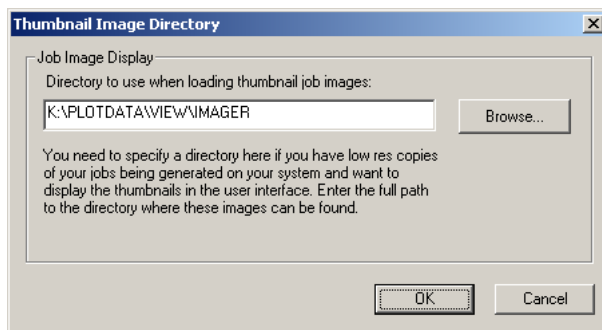 Thumbnail Image Directory
Job Image Display
Directory to use when loading thumbnail job images:
K:\PLOTDATA\VIEW\IMAGER
Browse...
You need to specify a directory here if you have low res copies
of your jobs being generated on your system and want to
display the thumbnails in the user interface. Enter the full path
to the directory where these images can be found.
OK
Cancel